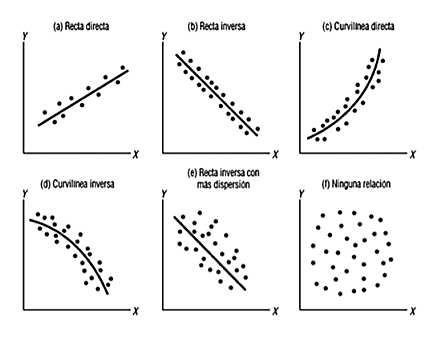 (a) Recta directa
Y
X
(b) Recta inversa
Y
X
(c) Curvilínea directa
Y
X
(d) Curvilínea inversa
Y
X
(e) Recta inversa con
más dispersión
Y
X
(f) Ninguna relación
Y
X